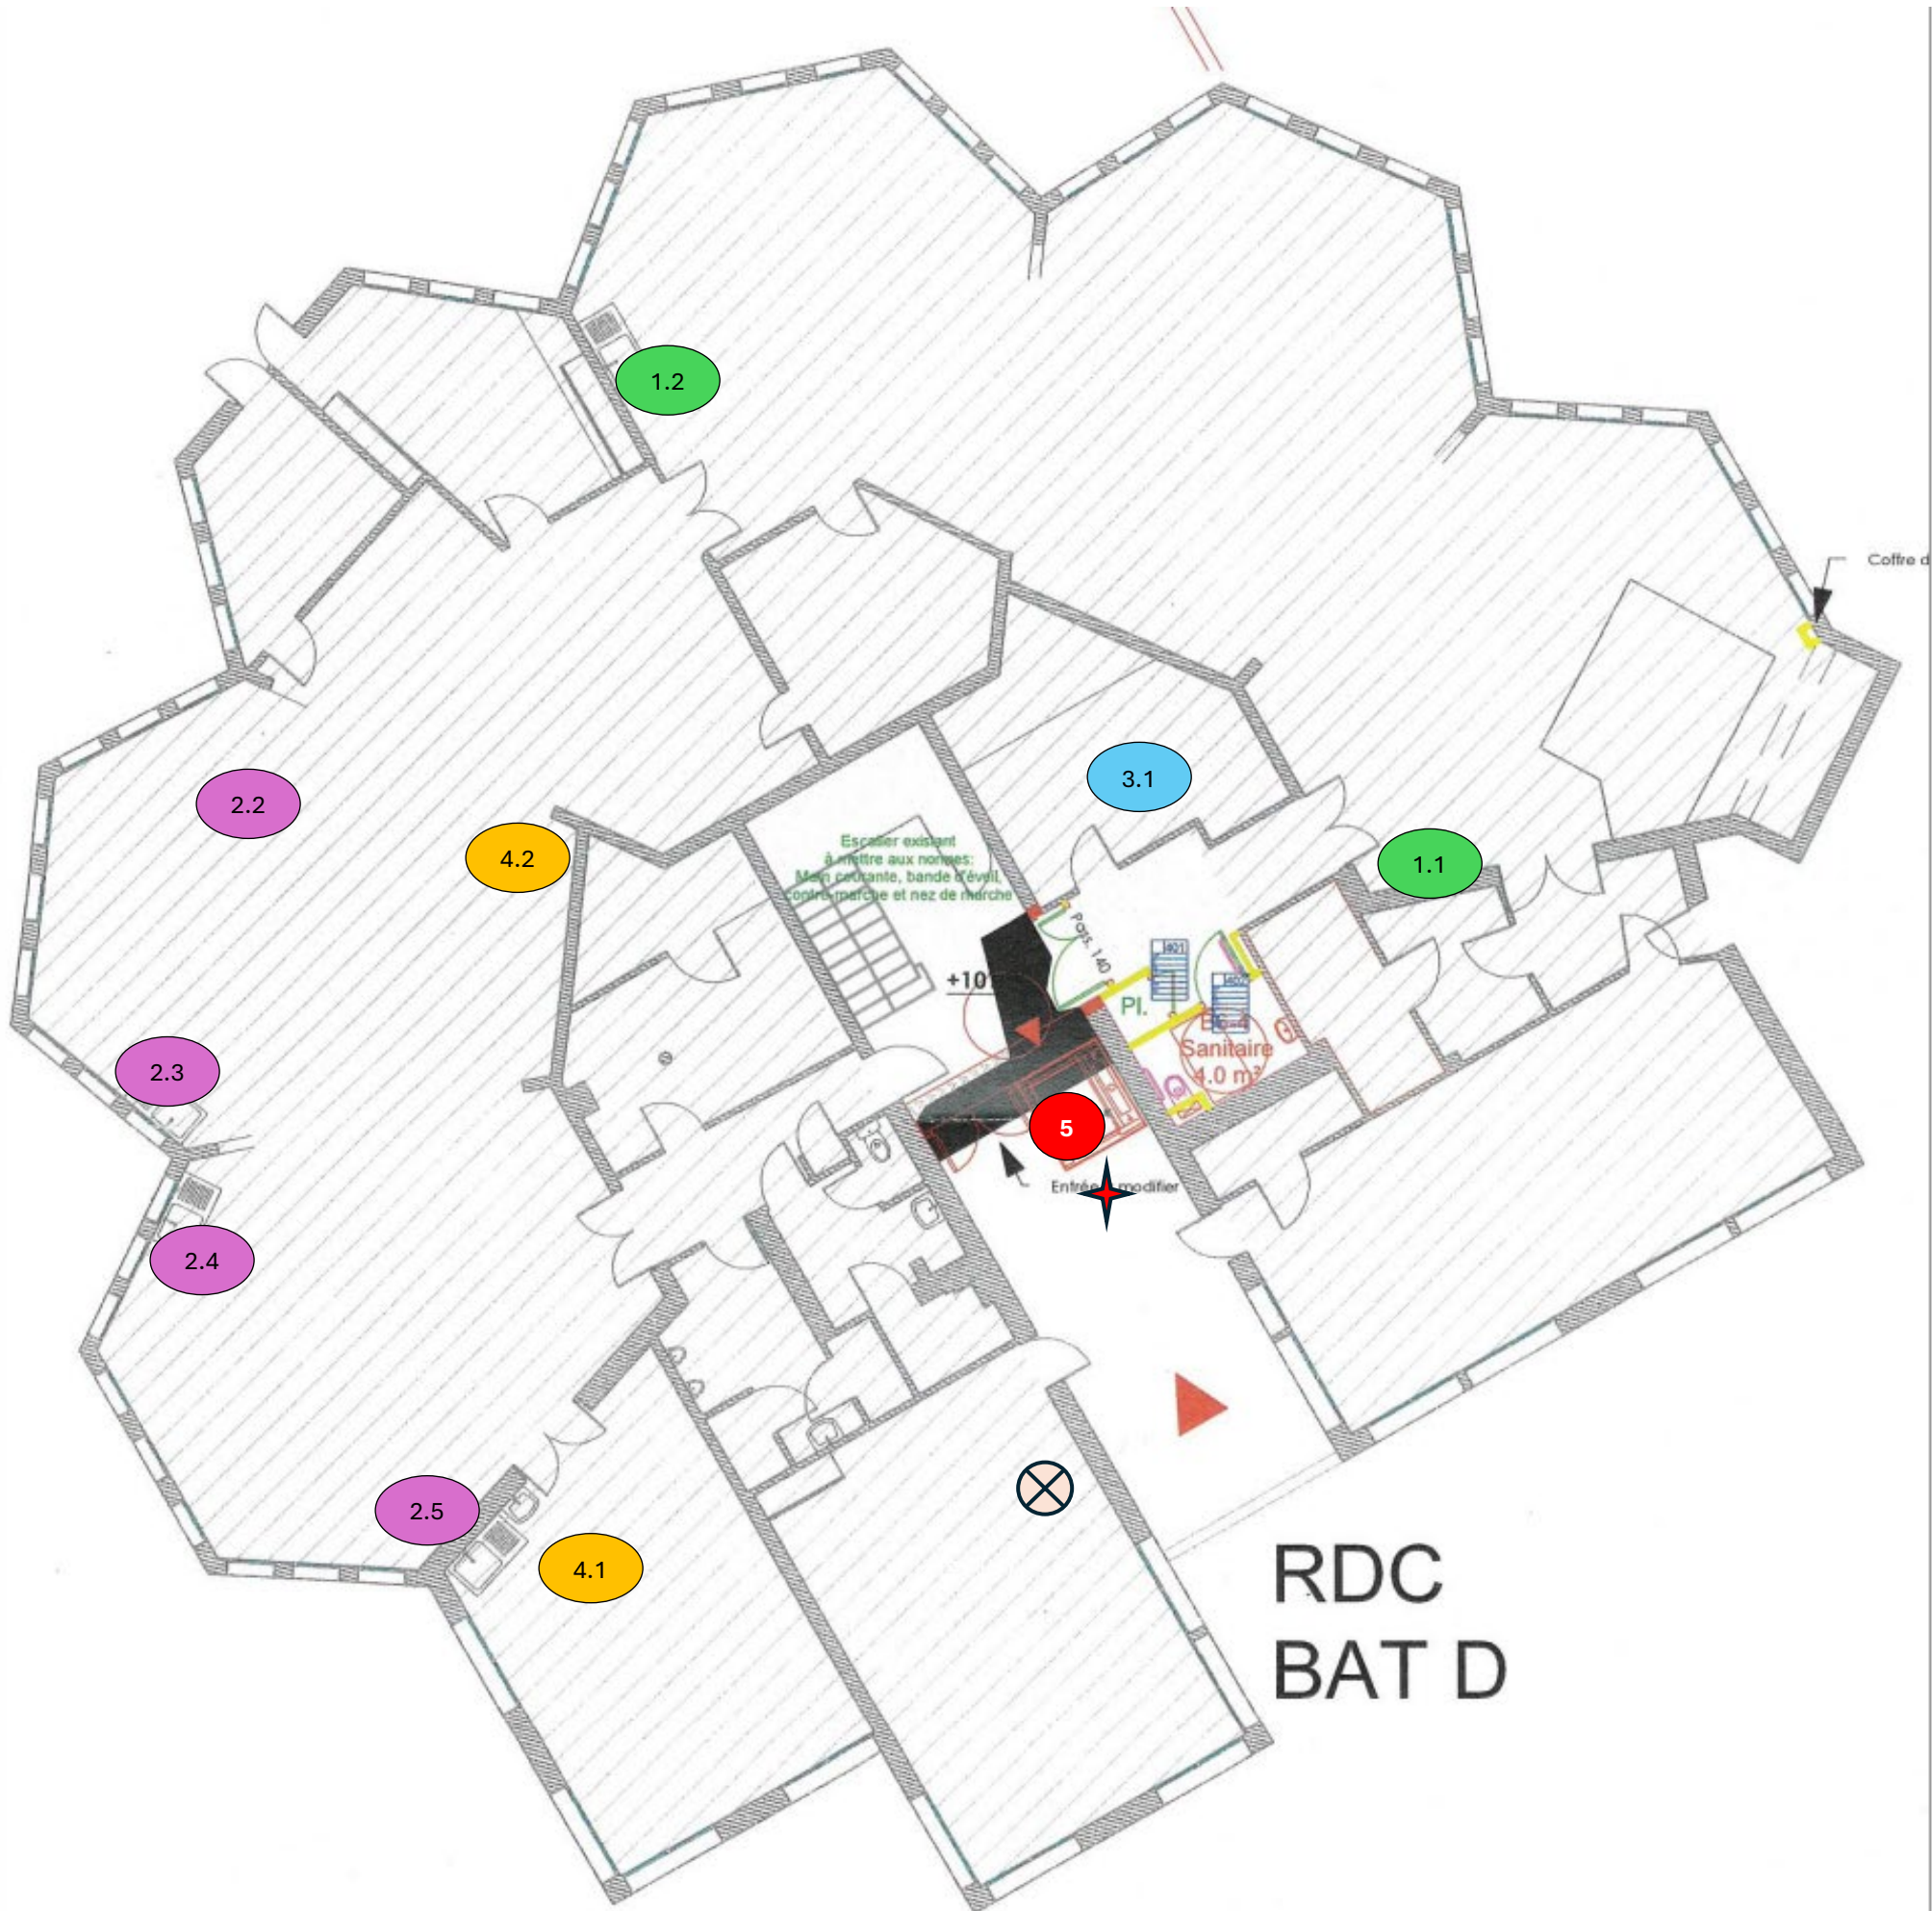 Coffre d
1.2
3.1
2.2
4.2
1.1
Escalier existant
à mettre aux normes:
Main courante, bande d'éveil,
contre-marche et nez de marche
Pass. 140
401
+10
Pl.
Sanitaire
4.0 m²
2.3
5
Entrée modifier
2.4
2.5
4.1
RDC
BAT D